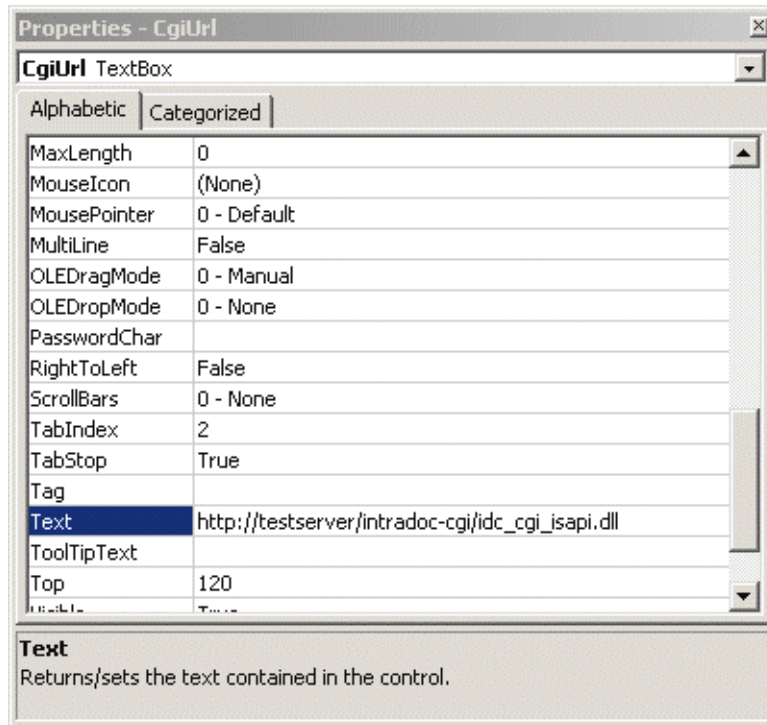 Properties - CgiUrl
CgiUrl TextBox
Alphabetic Categorized
MaxLength 0
MouseIcon (None)
MousePointer 0 - Default
MultiLine False
OLEDragMode 0 - Manual
OLEDropMode 0 - None
PasswordChar
RightToLeft False
ScrollBars 0 - None
TabIndex 2
TabStop True
Tag
Text http://testserver/intradoc-cgi/idc_cgi_isapi.dll
ToolTipText
Top 120
Visible True
Text
Returns/sets the text contained in the control.